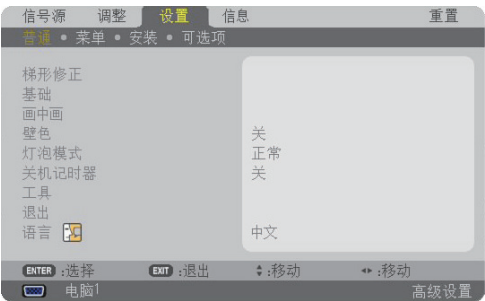 信号源 调整 设置 信息 重置
普通 • 菜单 • 安装 • 可选项
梯形修正
基础
画中画
壁色 关
灯泡模式 正常
关机记时器 关
工具
退出
语言 中文
ENTER :选择 EXIT :退出 :移动 :移动
电脑1 高级设置